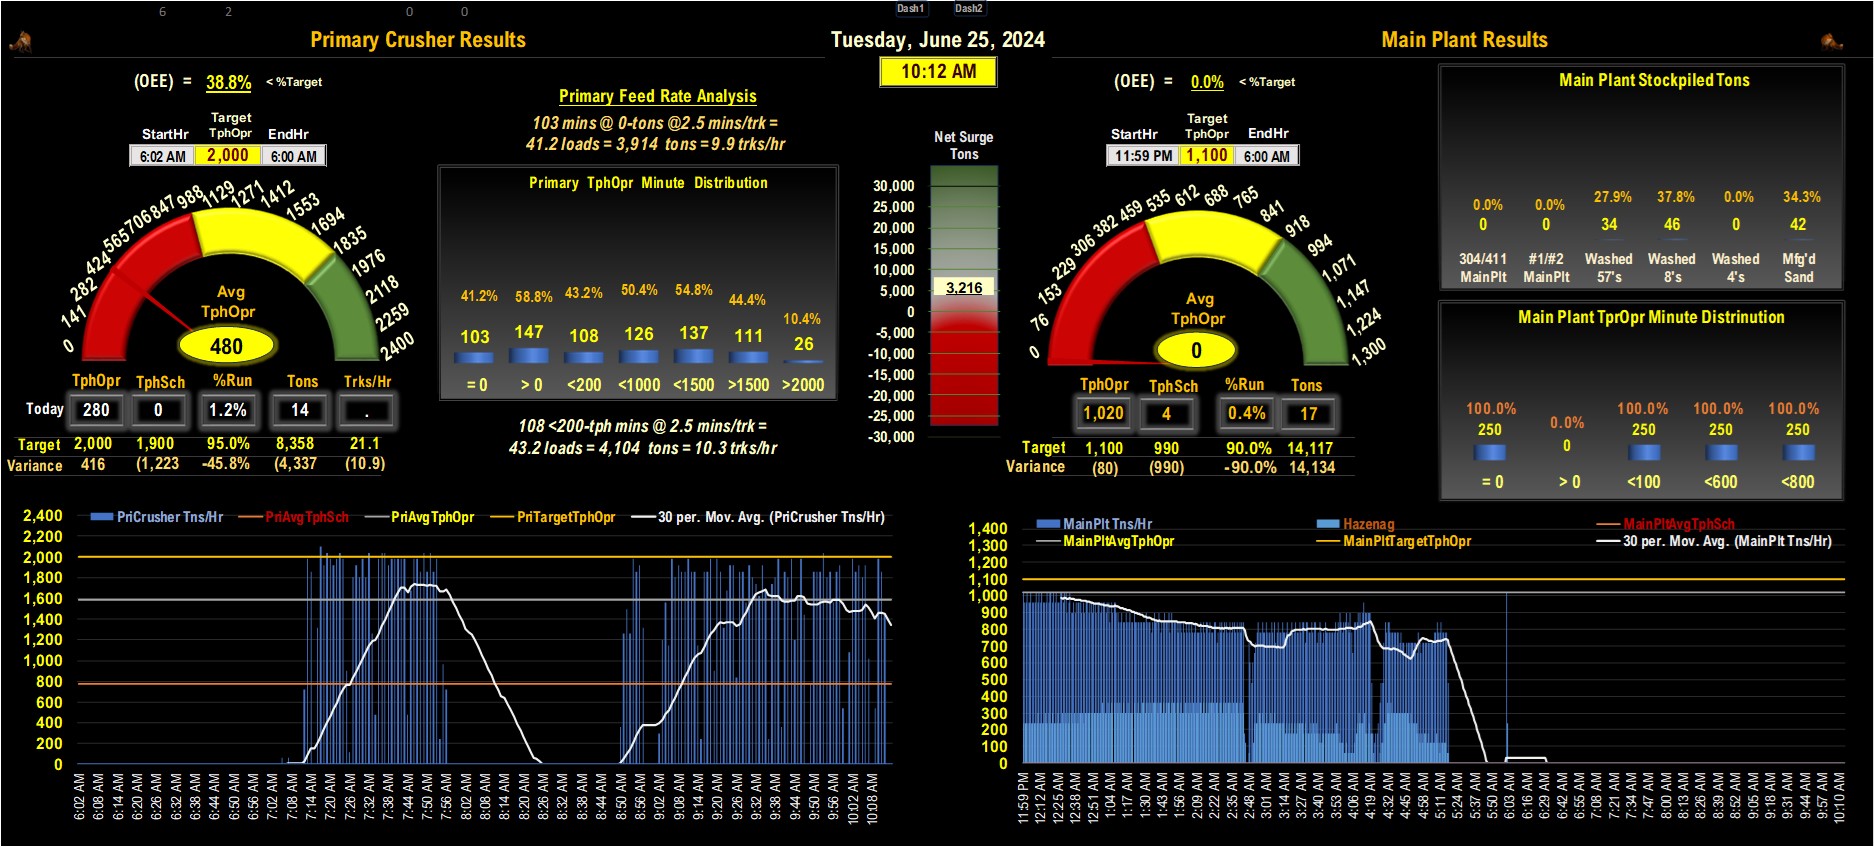 6 2 0 0 Dash1 Dash2
Primary Crusher Results
Tuesday, June 25, 2024
Main Plant Results
10:12 AM
(OEE) = 38.8% < %Target
Target
StartHr TphOpr EndHr
6:02 AM 2,000 6:00 AM
0 141 282 424 565 706 847 988 1129 1271 1412 1553 1694 1835 1976 2118 2259 2400
Avg
TphOpr
480
TphOpr TphSch %Run Tons Trks/Hr
Today 280 0 1.2% 14 .
Target 2,000 1,900 95.0% 8,358 21.1
Variance 416 (1,223 -45.8% (4,337 (10.9)
Primary Feed Rate Analysis
103 mins @ 0-tons @2.5 mins/trk =
41.2 loads = 3,914 tons = 9.9 trks/hr
Primary TphOpr Minute Distribution
41.2% 58.8% 43.2% 50.4% 54.8% 44.4% 10.4%
103 147 108 126 137 111 26
= 0 > 0 <200 <1000 <1500 >1500 >2000
108 <200-tph mins @ 2.5 mins/trk =
43.2 loads = 4,104 tons = 10.3 trks/hr
Net Surge
Tons
30,000
25,000
20,000
15,000
10,000
5,000
0
-5,000
-10,000
-15,000
-20,000
-25,000
-30,000
3,216
(OEE) = 0.0% < %Target
Target
StartHr TphOpr EndHr
11:59 PM 1,100 6:00 AM
0 76 153 229 306 382 459 535 612 688 765 841 918 994 1,071 1,147 1,224 1,300
Avg
TphOpr
0
TphOpr TphSch %Run Tons
1,020 4 0.4% 17
Target 1,100 990 90.0% 14,117
Variance (80) (990) -90.0% 14,134
Main Plant Stockpiled Tons
0.0% 0.0% 27.9% 37.8% 0.0% 34.3%
0 0 34 46 0 42
304/411 #1/#2 Washed Washed Washed Mfg'd
MainPlt MainPlt 57's 8's 4's Sand
Main Plant TprOpr Minute Distrinution
100.0% 0.0% 100.0% 100.0% 100.0%
250 0 250 250 250
= 0 > 0 <100 <600 <800
PriCrusher Tns/Hr PriAvgTphSch PriAvgTphOpr PriTargetTphOpr 30 per. Mov. Avg. (PriCrusher Tns/Hr)
2,400
2,200
2,000
1,800
1,600
1,400
1,200
1,000
800
600
400
200
0
6:02 AM 6:08 AM 6:14 AM 6:20 AM 6:26 AM 6:32 AM 6:38 AM 6:44 AM 6:50 AM 6:56 AM 7:02 AM 7:08 AM 7:14 AM 7:20 AM 7:26 AM 7:32 AM 7:38 AM 7:44 AM 7:50 AM 7:56 AM 8:02 AM 8:08 AM 8:14 AM 8:20 AM 8:26 AM 8:32 AM 8:38 AM 8:44 AM 8:50 AM 8:56 AM 9:02 AM 9:08 AM 9:14 AM 9:20 AM 9:26 AM 9:32 AM 9:38 AM 9:44 AM 9:50 AM 9:56 AM 10:02 AM 10:08 AM
MainPlt Tns/Hr Hazenag MainPltAvgTphSch
MainPltAvgTphOpr MainPltTargetTphOpr 30 per. Mov. Avg. (MainPlt Tns/Hr)
1,400
1,300
1,200
1,100
1,000
900
800
700
600
500
400
300
200
100
0
11:59 PM 12:12 AM 12:25 AM 12:38 AM 12:51 AM 1:04 AM 1:17 AM 1:30 AM 1:43 AM 1:56 AM 2:09 AM 2:22 AM 2:35 AM 2:48 AM 3:01 AM 3:14 AM 3:27 AM 3:40 AM 3:53 AM 4:06 AM 4:19 AM 4:32 AM 4:45 AM 4:58 AM 5:11 AM 5:24 AM 5:37 AM 5:50 AM 6:03 AM 6:16 AM 6:29 AM 6:42 AM 6:55 AM 7:08 AM 7:21 AM 7:34 AM 7:47 AM 8:00 AM 8:13 AM 8:26 AM 8:39 AM 8:52 AM 9:05 AM 9:18 AM 9:31 AM 9:44 AM 9:57 AM 10:10 AM